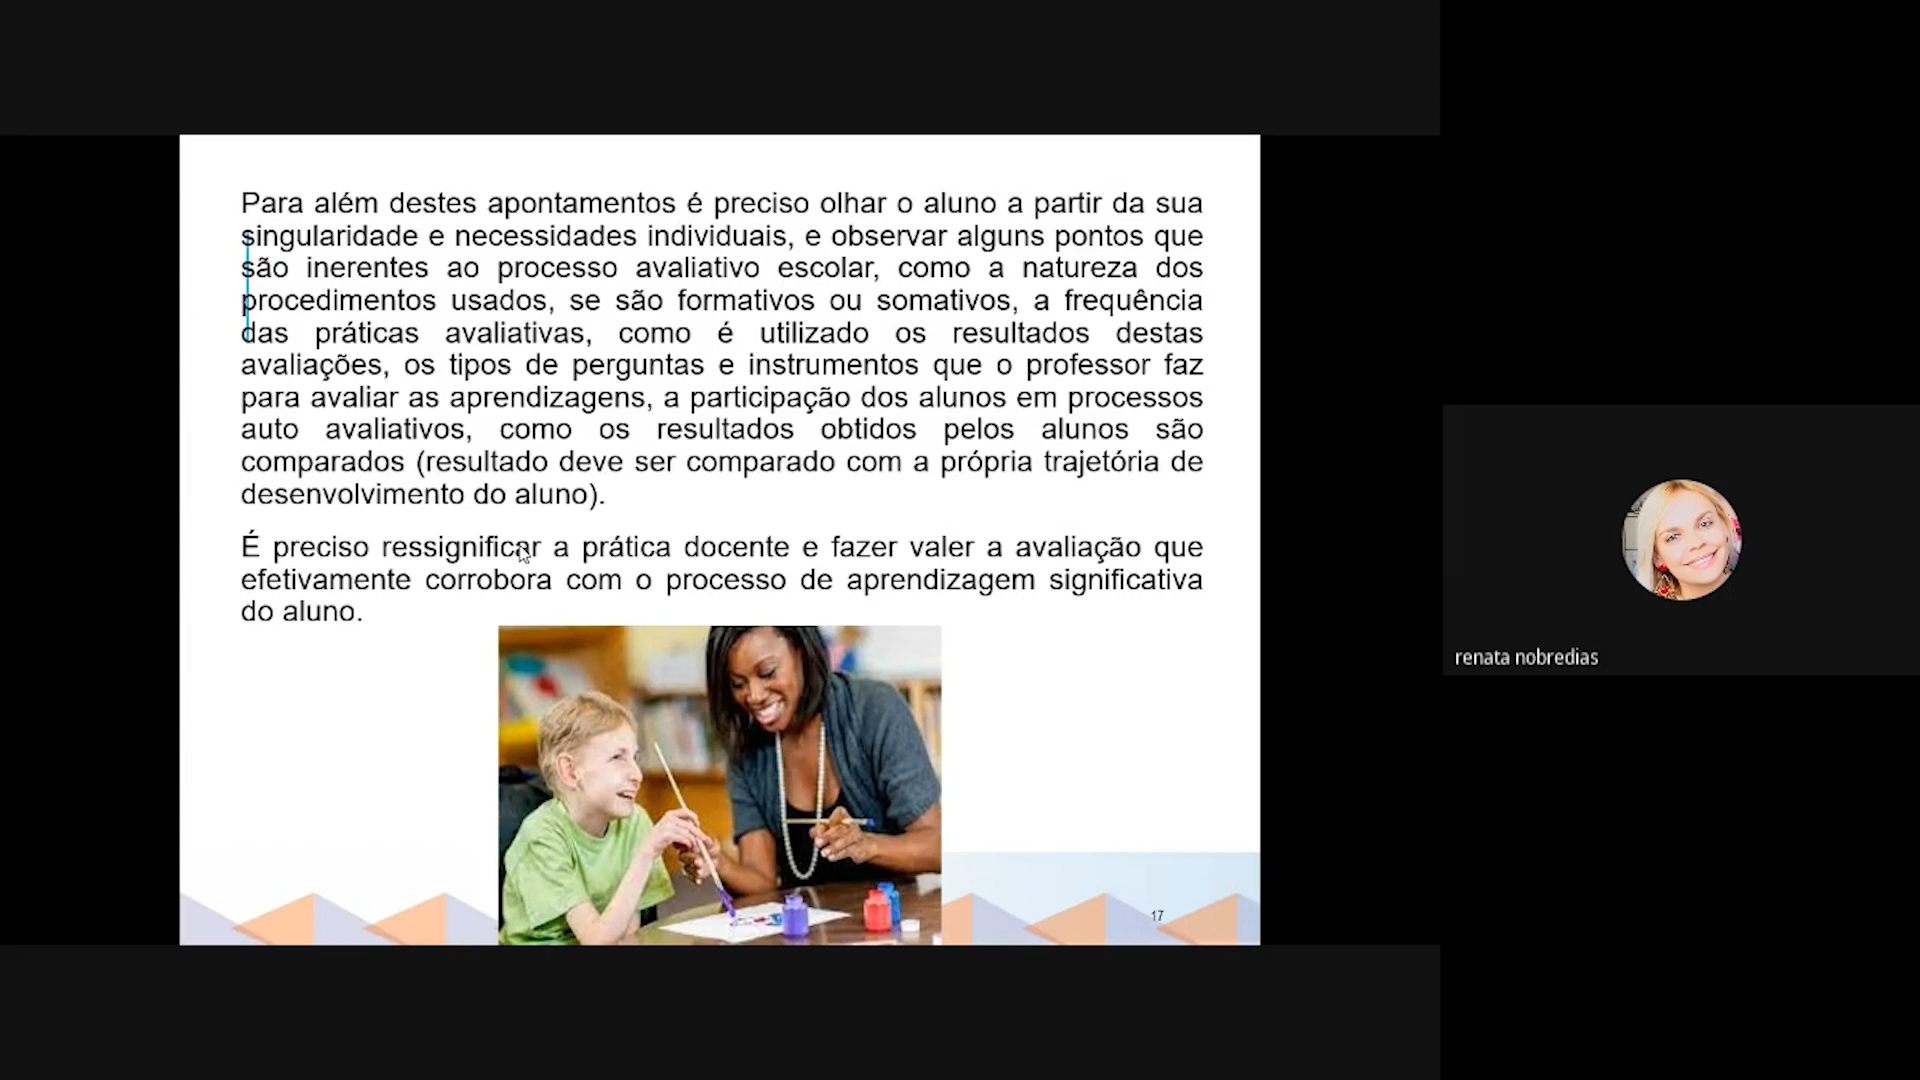 Para além destes apontamentos é preciso olhar o aluno a partir da sua
singularidade e necessidades individuais, e observar alguns pontos que
são inerentes ao processo avaliativo escolar, como a natureza dos
procedimentos usados, se são formativos ou somativos, a frequência
das práticas avaliativas, como é utilizado os resultados destas
avaliações, os tipos de perguntas e instrumentos que o professor faz
para avaliar as aprendizagens, a participação dos alunos em processos
auto avaliativos, como os resultados obtidos pelos alunos são
comparados (resultado deve ser comparado com a própria trajetória de
desenvolvimento do aluno).
É preciso ressignificar a prática docente e fazer valer a avaliação que
efetivamente corrobora com o processo de aprendizagem significativa
do aluno.
17
renata nobredias